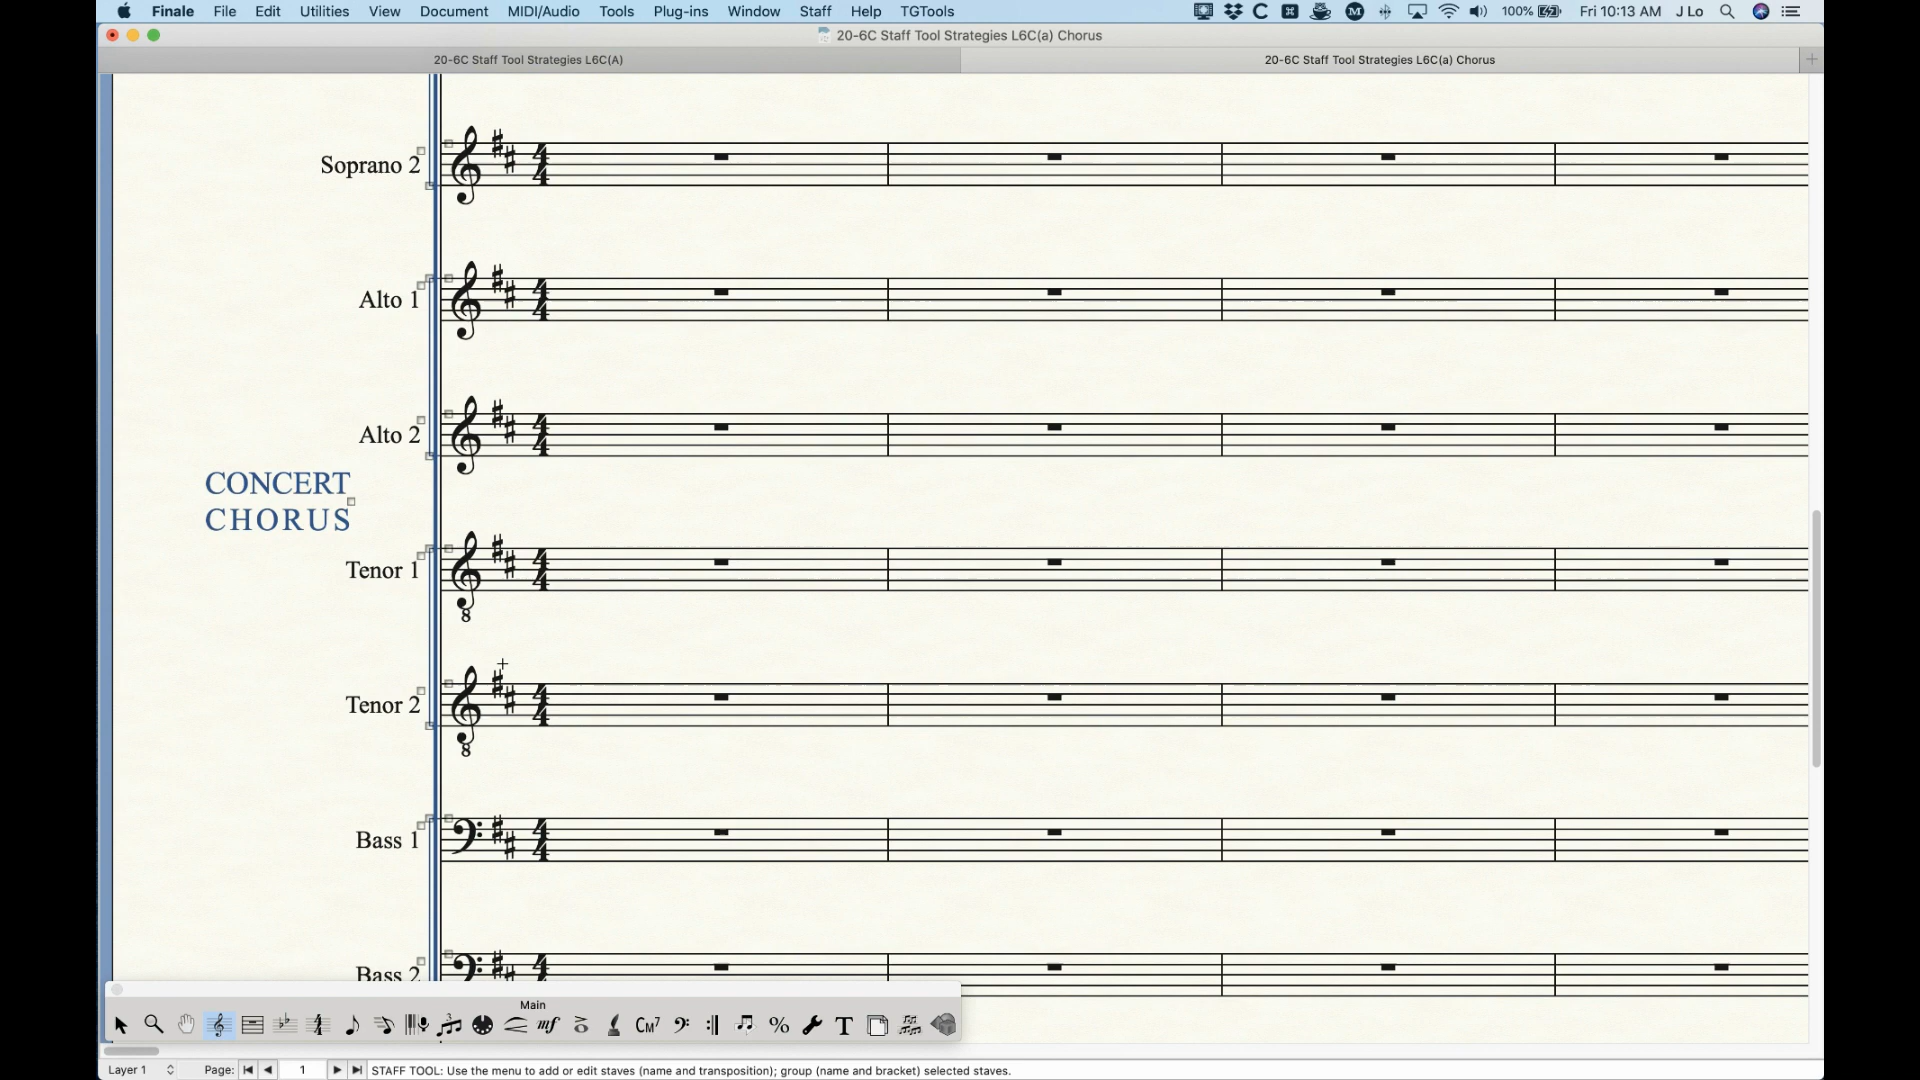 Finale File Edit Utilities View Document MIDI/Audio Tools Plug-ins Window Staff Help TGTools 100% Fri 10:13 AM J Lo
20-6C Staff Tool Strategies L6C(a) Chorus
20-6C Staff Tool Strategies L6C(A)
20-6C Staff Tool Strategies L6C(a) Chorus
Soprano 2
Alto 1
Alto 2
CONCERT
CHORUS
Tenor 1
8
Tenor 2
8
Bass 1
Bass 2
Main
mf CM7 % T
Layer 1 Page: 1 STAFF TOOL: Use the menu to add or edit staves (name and transposition); group (name and bracket) selected staves.